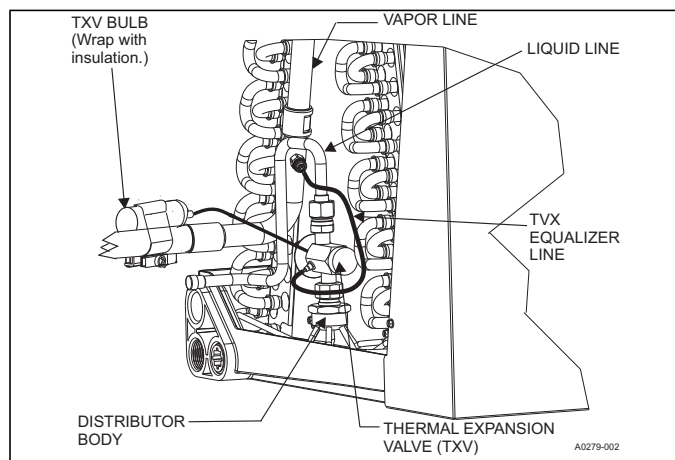 TXV BULB
(Wrap with
insulation.)
VAPOR LINE
LIQUID LINE
TVX
EQUALIZER
LINE
DISTRIBUTOR
BODY
THERMAL EXPANSION
VALVE (TXV)
A0279-002